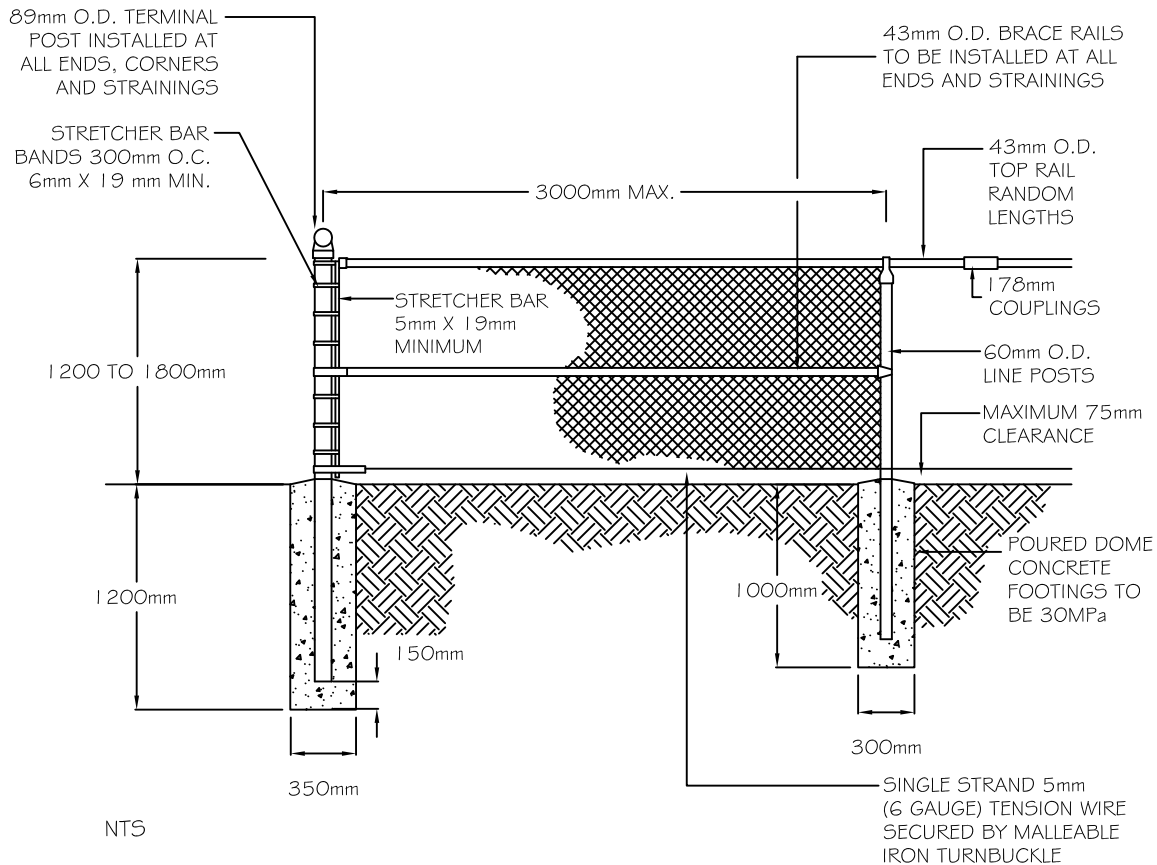 89mm O.D. TERMINAL
POST INSTALLED AT
ALL ENDS, CORNERS
AND STRAININGS
43mm O.D. BRACE RAILS
TO BE INSTALLED AT ALL
ENDS AND STRAININGS
STRETCHER BAR
BANDS 300mm O.C.
6mm X 19 mm MIN.
43mm O.D.
TOP RAIL
RANDOM
LENGTHS
3000mm MAX.
178mm
COUPLINGS
STRETCHER BAR
5mm X 19mm
MINIMUM
1200 TO 1800mm
60mm O.D.
LINE POSTS
MAXIMUM 75mm
CLEARANCE
POURED DOME
CONCRETE
FOOTINGS TO
BE 30MPa
1200mm
1000mm
150mm
300mm
350mm
SINGLE STRAND 5mm
(6 GAUGE) TENSION WIRE
SECURED BY MALLEABLE
IRON TURNBUCKLE
NTS